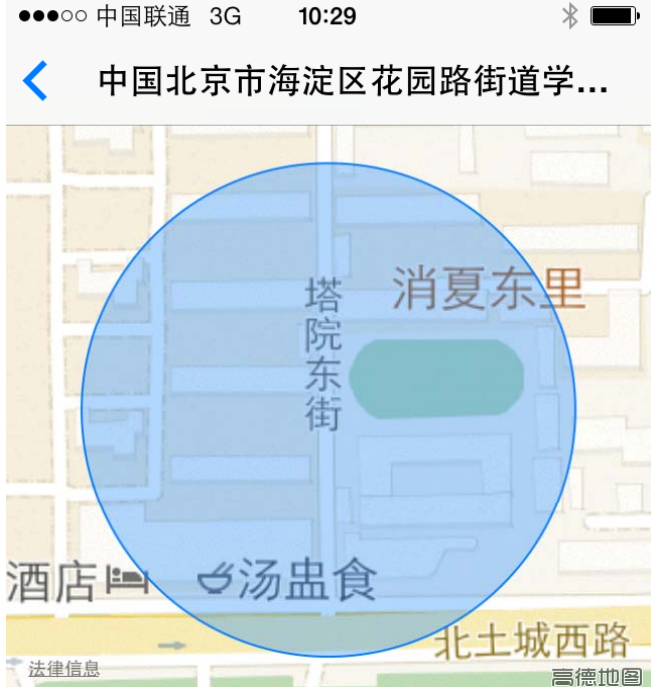 中国联通 3G 10:29
中国北京市海淀区花园路街道学...
消夏东里
塔院东街
酒店
汤盅食
北土城西路
法律信息
高德地图